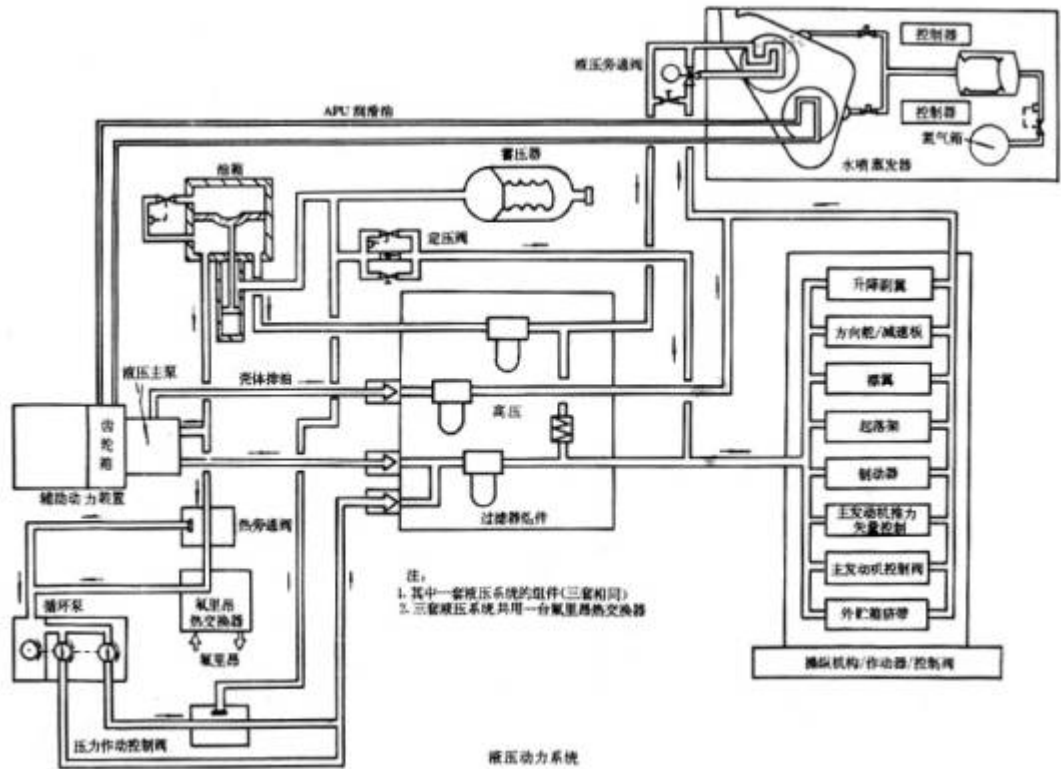 控制器
液压旁通阀
APU 润滑油
控制器
氮气箱
水喷蒸发器
油箱
蓄压器
定压阀
升降副翼
方向舵/减速板
襟翼
起落架
制动器
主发动机推力
矢量控制
主发动机控制阀
外贮箱脐带
操纵机构/作动器/控制阀
液压主泵
壳体排油
高压
齿轮箱
辅助动力装置
过滤器组件
热旁通阀
注:
1. 其中一套液压系统的组件(三套相同)
2. 三套液压系统共用一台氟里昂热交换器
循环泵
氟里昂
热交换器
氟里昂
压力作动控制阀
液压动力系统